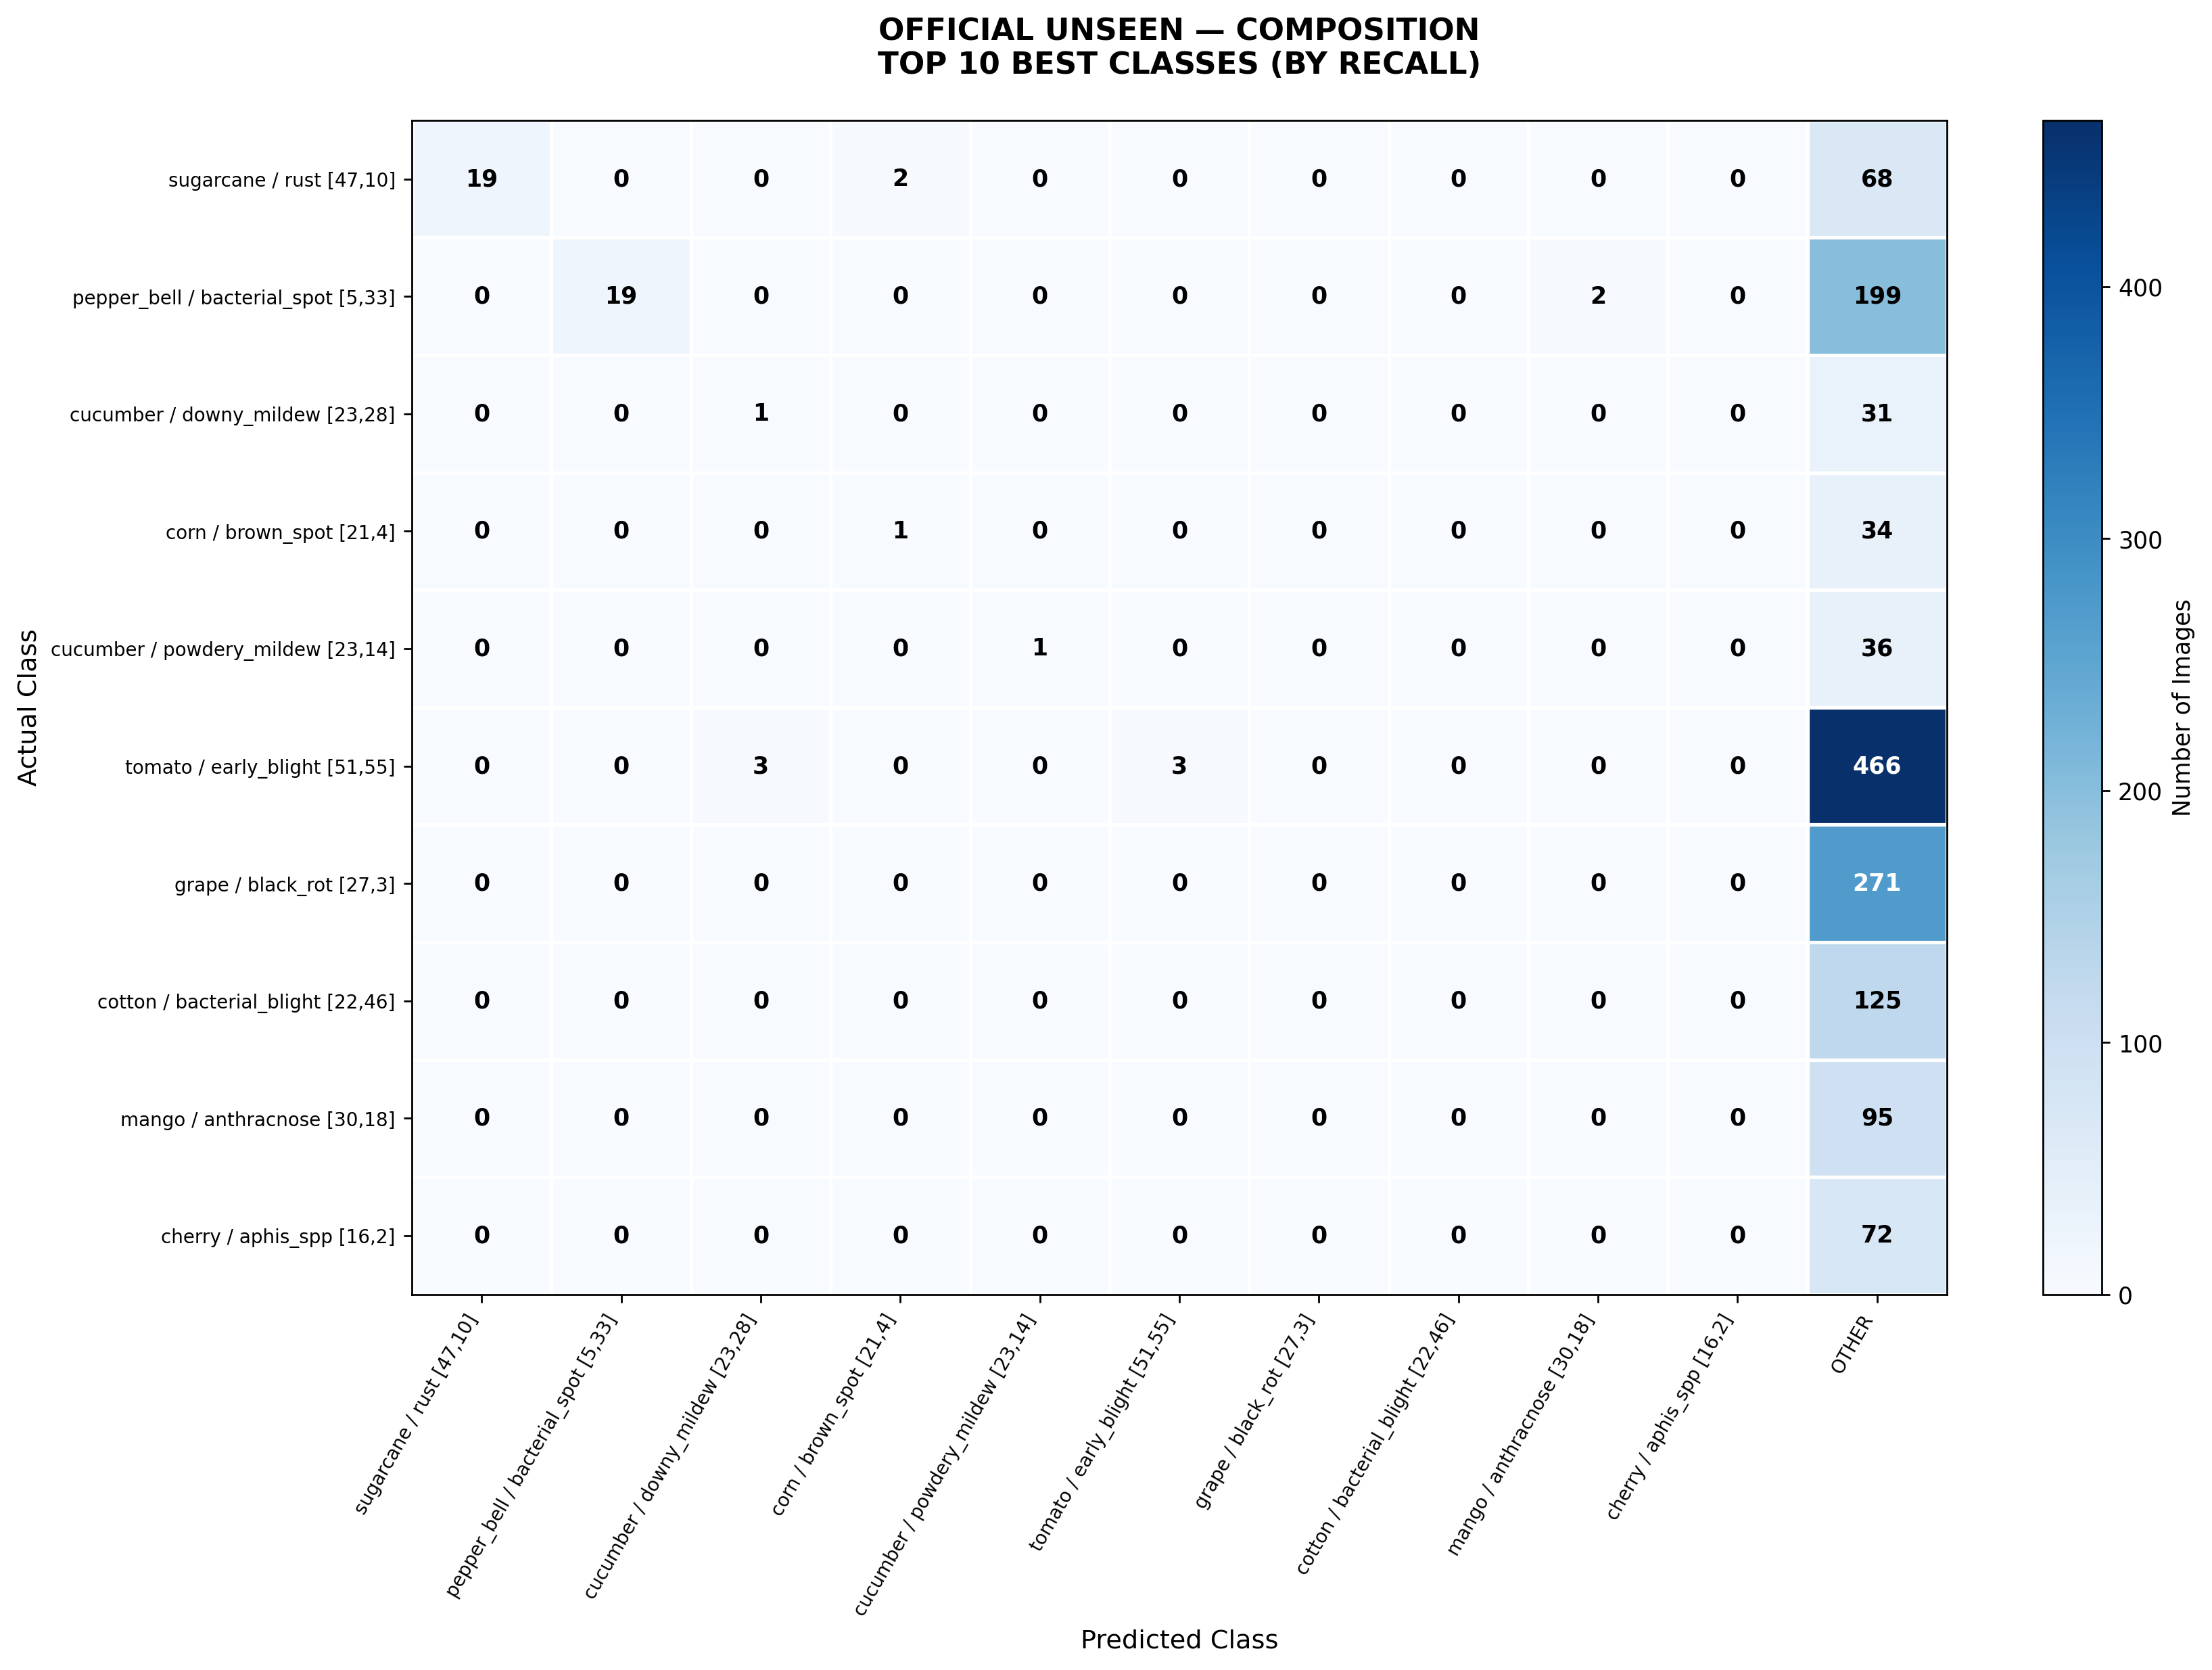 OFFICIAL UNSEEN — COMPOSITION
TOP 10 BEST CLASSES (BY RECALL)
Actual Class
sugarcane / rust [47,10] 19 0 0 2 0 0 0 0 0 0 68
pepper_bell / bacterial_spot [5,33] 0 19 0 0 0 0 0 0 2 0 199
cucumber / downy_mildew [23,28] 0 0 1 0 0 0 0 0 0 0 31
corn / brown_spot [21,4] 0 0 0 1 0 0 0 0 0 0 34
cucumber / powdery_mildew [23,14] 0 0 0 0 1 0 0 0 0 0 36
tomato / early_blight [51,55] 0 0 3 0 0 3 0 0 0 0 466
grape / black_rot [27,3] 0 0 0 0 0 0 0 0 0 0 271
cotton / bacterial_blight [22,46] 0 0 0 0 0 0 0 0 0 0 125
mango / anthracnose [30,18] 0 0 0 0 0 0 0 0 0 0 95
cherry / aphis_spp [16,2] 0 0 0 0 0 0 0 0 0 0 72
sugarcane / rust [47,10]
pepper_bell / bacterial_spot [5,33]
cucumber / downy_mildew [23,28]
corn / brown_spot [21,4]
cucumber / powdery_mildew [23,14]
tomato / early_blight [51,55]
grape / black_rot [27,3]
cotton / bacterial_blight [22,46]
mango / anthracnose [30,18]
cherry / aphis_spp [16,2]
OTHER
Predicted Class
400
300
200
100
0
Number of Images